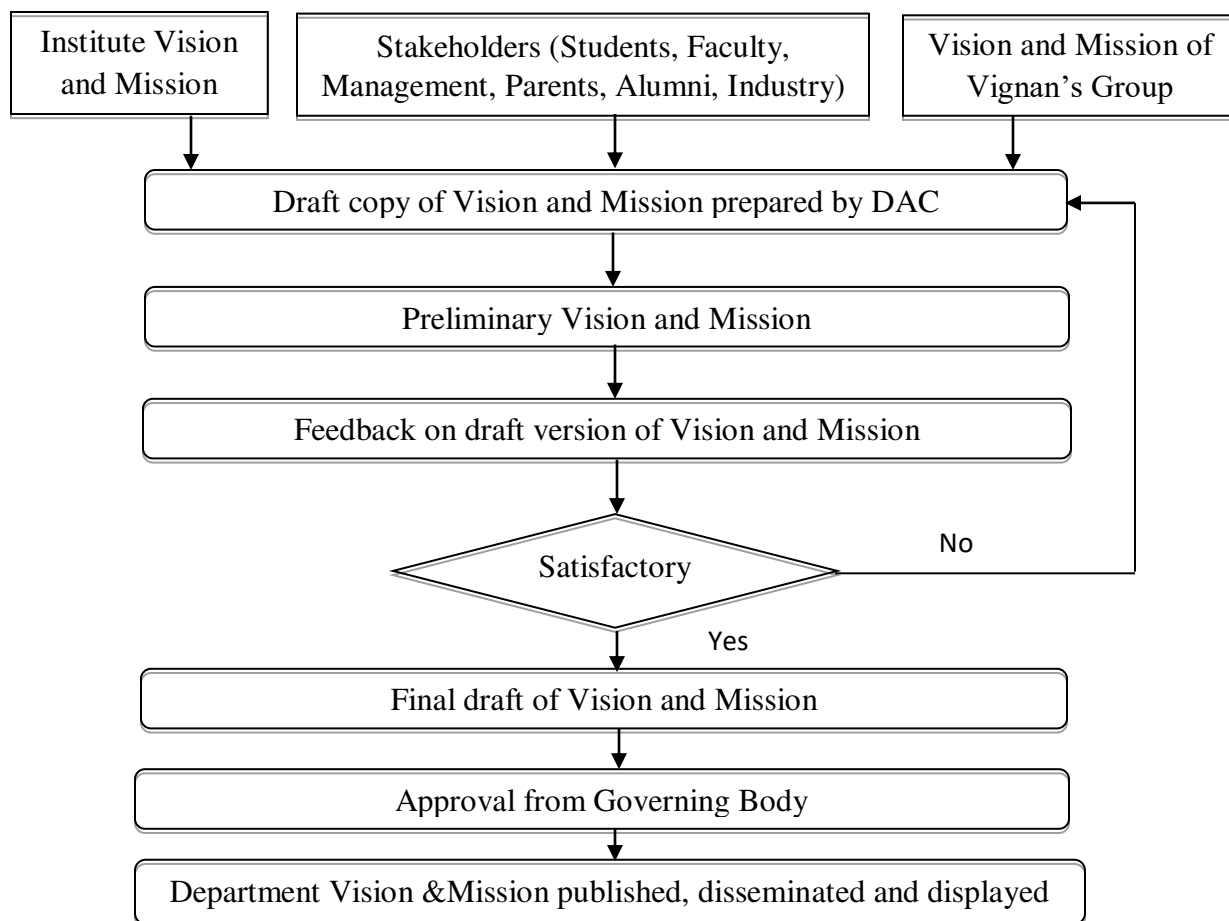 Institute Vision
and Mission
Stakeholders (Students, Faculty,
Management, Parents, Alumni, Industry)
Vision and Mission of
Vignan’s Group
Draft copy of Vision and Mission prepared by DAC
Preliminary Vision and Mission
Feedback on draft version of Vision and Mission
Satisfactory
No
Yes
Final draft of Vision and Mission
Approval from Governing Body
Department Vision &Mission published, disseminated and displayed